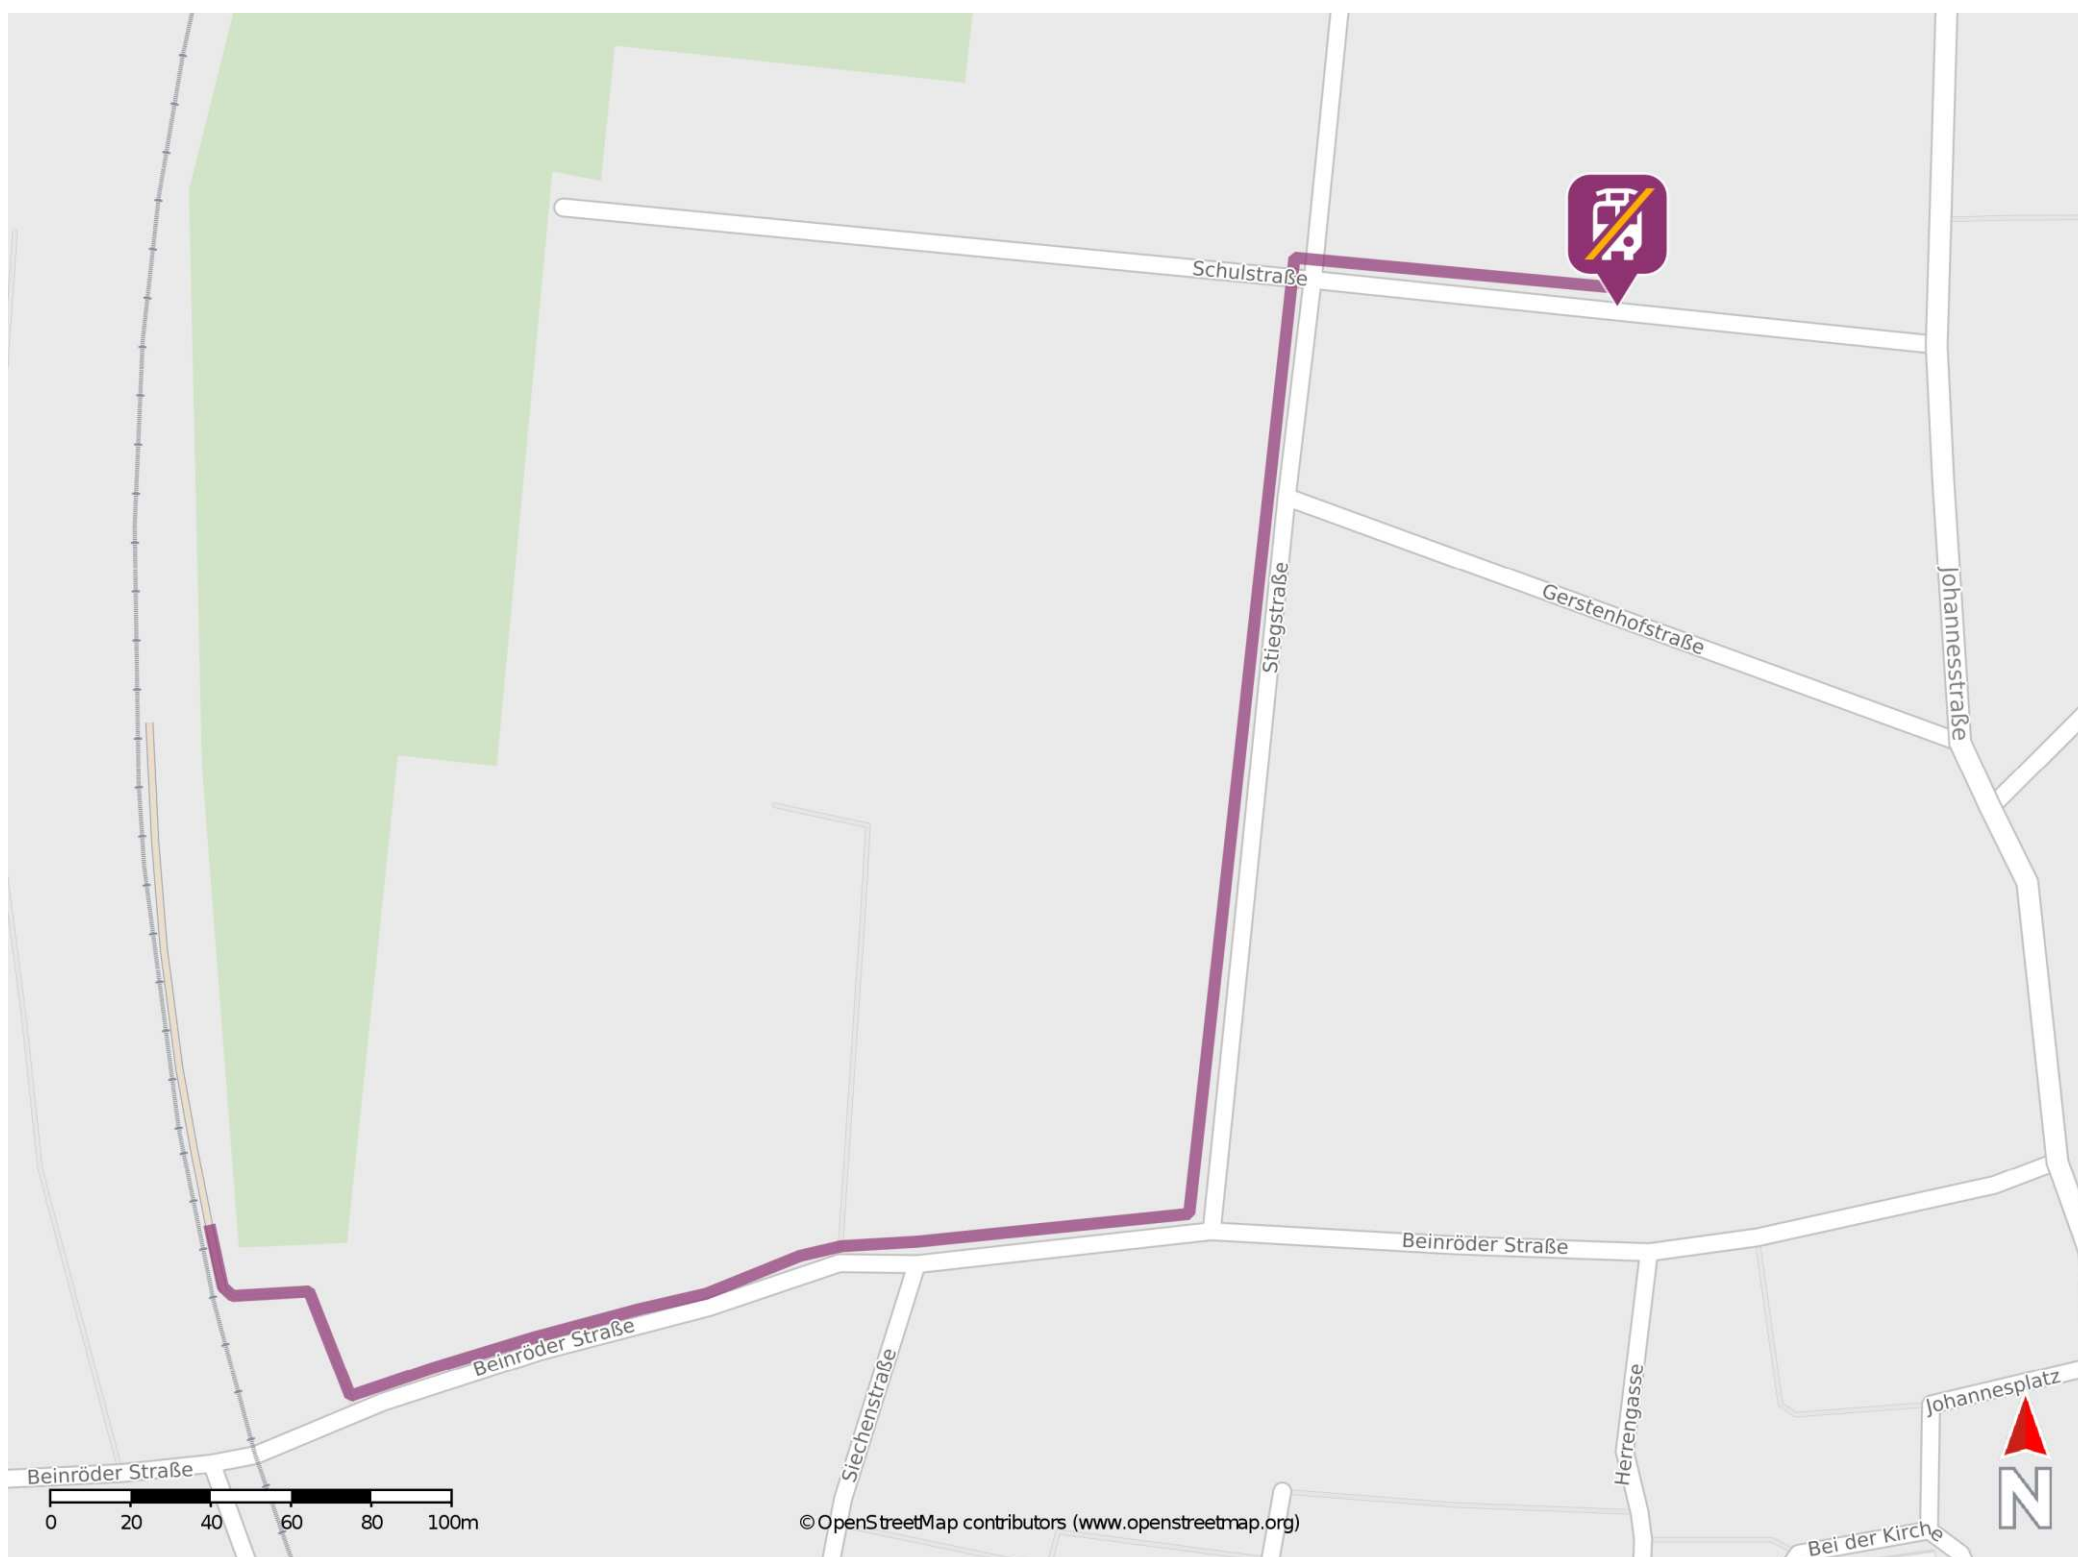 Schulstraße
Stiegstraße
Gerstenhofstraße
Johannesstraße
Beinröder Straße
Beinröder Straße
Siechenstraße
Herrengasse
Johannesplatz
Beinröder Straße
N
0 20 40 60 80 100m
© OpenStreetMap contributors (www.openstreetmap.org)
Bei der Kirche